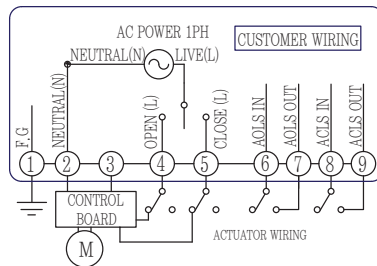 AC POWER 1PH
CUSTOMER WIRING
NEUTRAL(N)
LIVE(L)
F.G
NEUTRAL(N)
OPEN (L)
CLOSE (L)
AOLS IN
AOLS OUT
ACLS IN
ACLS OUT
1
2
3
4
5
6
7
8
9
CONTROL
BOARD
M
ACTUATOR WIRING